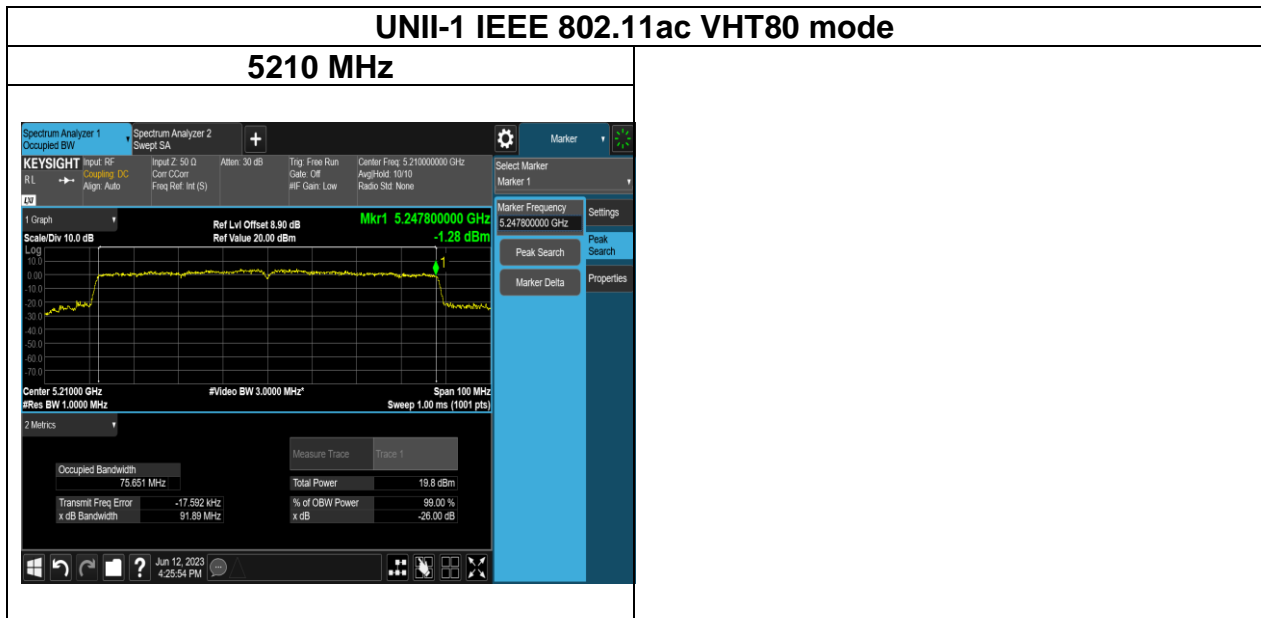 UNII-1 IEEE 802.11ac VHT80 mode
5210 MHz
Spectrum Analyzer 1
Occupied BW
Spectrum Analyzer 2
Swept SA
+
Marker
KEYSIGHT
RL
LXI
Input: RF
Coupling: DC
Align: Auto
Input Z: 50 Ω
Corr CCorr
Freq Ref: Int (S)
Atten: 30 dB
Trig: Free Run
Gate: Off
#IF Gain: Low
Center Freq: 5.210000000 GHz
Avg|Hold: 10/10
Radio Std: None
Select Marker
Marker 1
Marker Frequency
5.247800000 GHz
Peak Search
Marker Delta
Settings
Peak
Search
Properties
1 Graph
Scale/Div 10.0 dB
Ref Lvl Offset 8.90 dB
Ref Value 20.00 dBm
Mkr1 5.247800000 GHz
-1.28 dBm
Log
10.0
0.00
-10.0
-20.0
-30.0
-40.0
-50.0
-60.0
-70.0
1
Center 5.21000 GHz
#Res BW 1.0000 MHz
#Video BW 3.0000 MHz*
Span 100 MHz
Sweep 1.00 ms (1001 pts)
2 Metrics
Measure Trace Trace 1
Occupied Bandwidth
75.651 MHz
Total Power 19.8 dBm
Transmit Freq Error -17.592 kHz
% of OBW Power 99.00 %
x dB Bandwidth 91.89 MHz
x dB -26.00 dB
?
Jun 12, 2023
4:25:54 PM